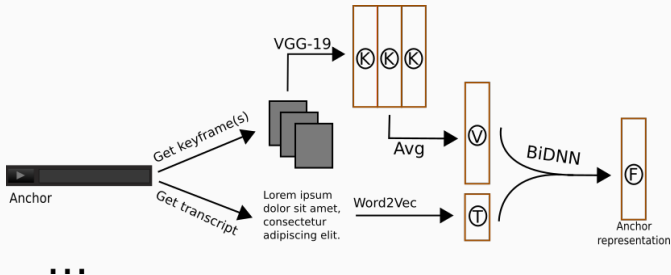 VGG-19
K K K
Get keyframe(s)
Avg
V
BiDNN
F
Anchor
Get transcript
Lorem ipsum
dolor sit amet,
consectetur
adipiscing elit.
Word2Vec
T
Anchor
representation
...